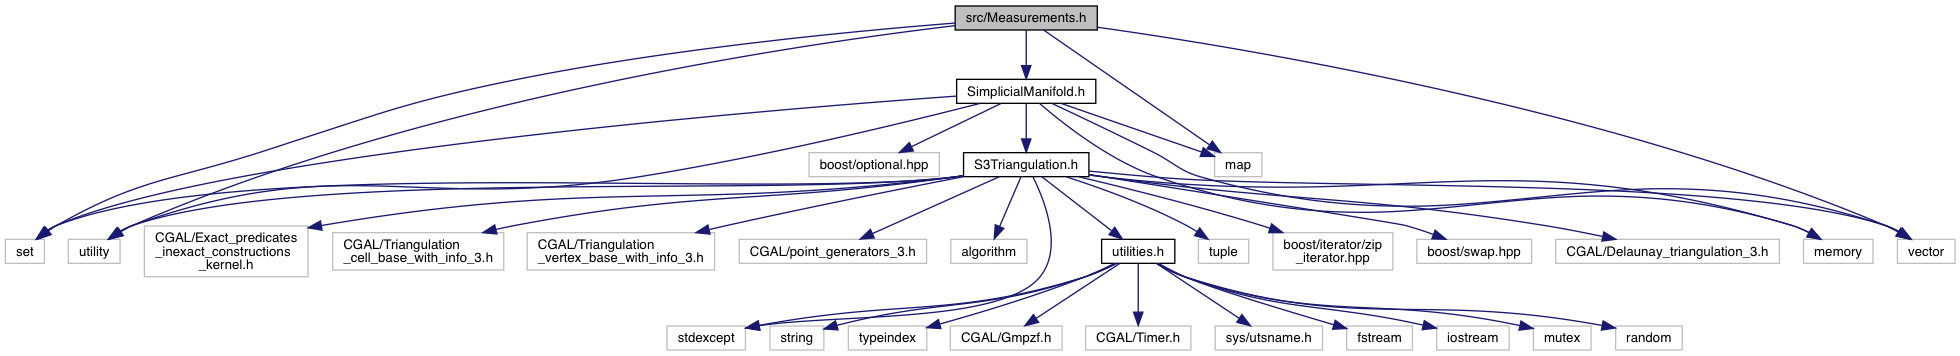 src/Measurements.h
SimplicialManifold.h
boost/optional.hpp
S3Triangulation.h
map
set
utility
CGAL/Exact_predicates
_inexact_constructions
_kernel.h
CGAL/Triangulation
_cell_base_with_info_3.h
CGAL/Triangulation
_vertex_base_with_info_3.h
CGAL/point_generators_3.h
algorithm
utilities.h
tuple
boost/iterator/zip
_iterator.hpp
boost/swap.hpp
CGAL/Delaunay_triangulation_3.h
memory
vector
stdexcept
string
typeindex
CGAL/Gmpzf.h
CGAL/Timer.h
sys/utsname.h
fstream
iostream
mutex
random